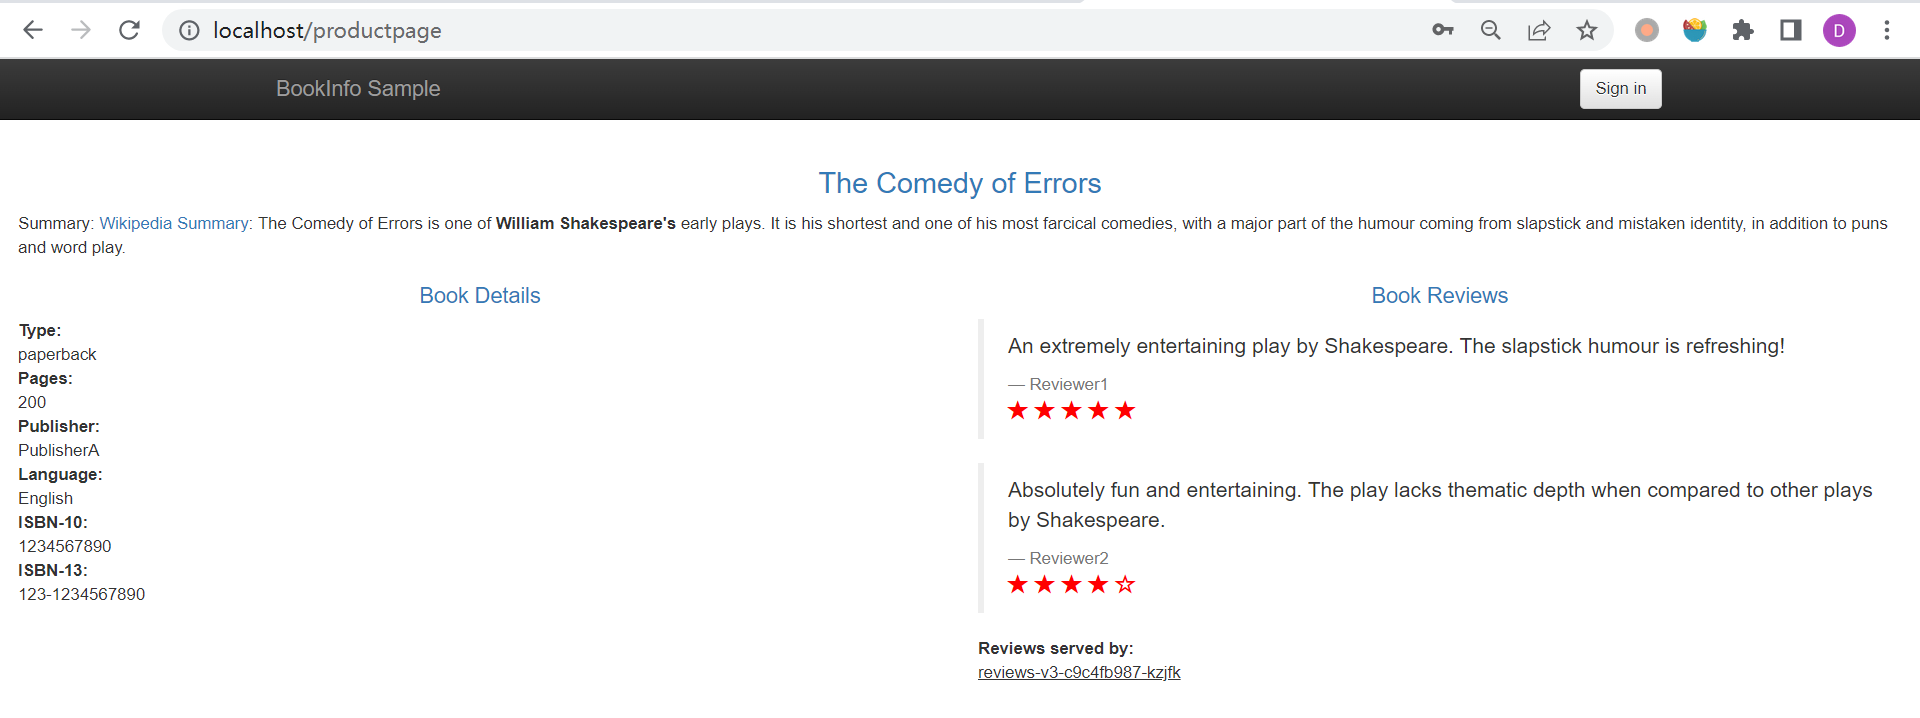 localhost/productpage
D
BookInfo Sample
Sign in
The Comedy of Errors
Summary: Wikipedia Summary: The Comedy of Errors is one of William Shakespeare's early plays. It is his shortest and one of his most farcical comedies, with a major part of the humour coming from slapstick and mistaken identity, in addition to puns
and word play.
Book Details
Type:
paperback
Pages:
200
Publisher:
PublisherA
Language:
English
ISBN-10:
1234567890
ISBN-13:
123-1234567890
Book Reviews
An extremely entertaining play by Shakespeare. The slapstick humour is refreshing!
— Reviewer1
★ ★ ★ ★ ★
Absolutely fun and entertaining. The play lacks thematic depth when compared to other plays
by Shakespeare.
— Reviewer2
★ ★ ★ ★ ☆
Reviews served by:
reviews-v3-c9c4fb987-kzjfk